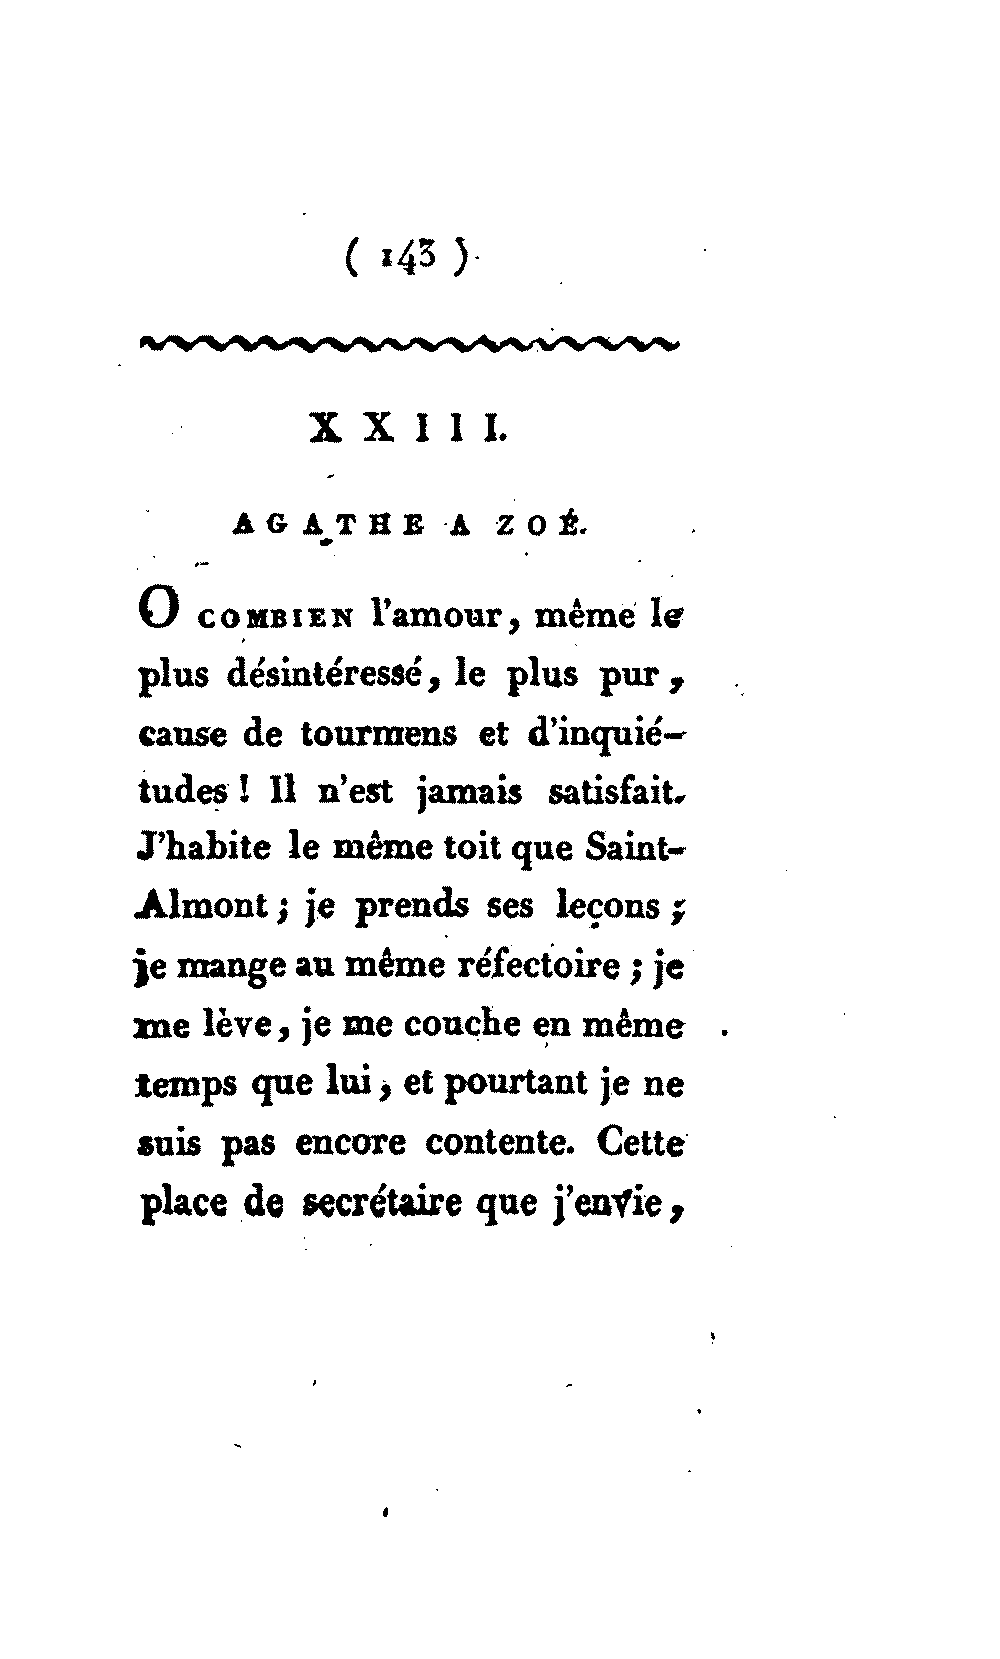 ( 143 )
XXIII.
AGATHE A ZOÉ.
O COMBIEN l'amour, même le
plus désintéressé, le plus pur,
cause de tourmens et d'inquié-
tudes ! Il n'est jamais satisfait.
J'habite le même toit que Saint-
Almont ; je prends ses leçons ;
je mange au même réfectoire ; je
me lève, je me couche en même
temps que lui, et pourtant je ne
suis pas encore contente. Cette
place de secrétaire que j'envie,